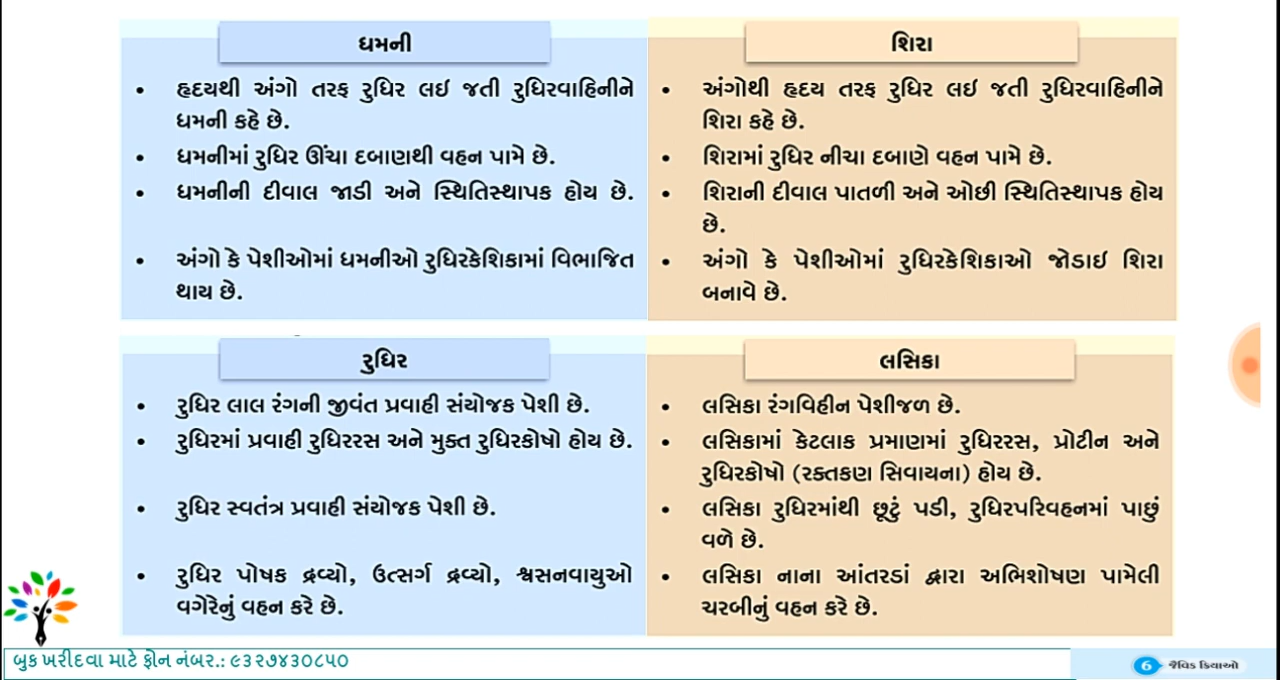 ધમની
હૃદયથી અંગો તરફ રુધિર લઈ જતી રુધિરવાહિનીને
ધમની કહે છે.
ધમનીમાં રુધિર ઊંચા દબાણથી વહન પામે છે.
ધમનીની દીવાલ જાડી અને સ્થિતિસ્થાપક હોય છે.
અંગો કે પેશીઓમાં ધમનીઓ રુધિરકેશિકામાં વિભાજિત
થાય છે.
શિરા
અંગોથી હૃદય તરફ રુધિર લઈ જતી રુધિરવાહિનીને
શિરા કહે છે.
શિરામાં રુધિર નીચા દબાણે વહન પામે છે.
શિરાની દીવાલ પાતળી અને ઓછી સ્થિતિસ્થાપક હોય
છે.
અંગો કે પેશીઓમાં રુધિરકેશિકાઓ જોડાઈ શિરા
બનાવે છે.
રુધિર
રુધિર લાલ રંગની જીવંત પ્રવાહી સંયોજક પેશી છે.
રુધિરમાં પ્રવાહી રુધિરરસ અને મુક્ત રુધિરકોષો હોય છે.
રુધિર સ્વતંત્ર પ્રવાહી સંયોજક પેશી છે.
રુધિર પોષક દ્રવ્યો, ઉત્સર્ગ દ્રવ્યો, શ્વસનવાયુઓ
વગેરેનું વહન કરે છે.
લસિકા
લસિકા રંગવિહીન પેશીજળ છે.
લસિકામાં કેટલાક પ્રમાણમાં રુધિરરસ, પ્રોટીન અને
રુધિરકોષો (રક્તકણ સિવાયના) હોય છે.
લસિકા રુધિરમાંથી છૂટું પડી, રુધિરપરિવહનમાં પાછું
વળે છે.
લસિકા નાના આંતરડાં દ્વારા અભિશોષણ પામેલી
ચરબીનું વહન કરે છે.
બુક ખરીદવા માટે ફોન નંબર.: ૯૩૨૭૪૩૦૮૫૦
6 જૈવિક ક્રિયાઓ